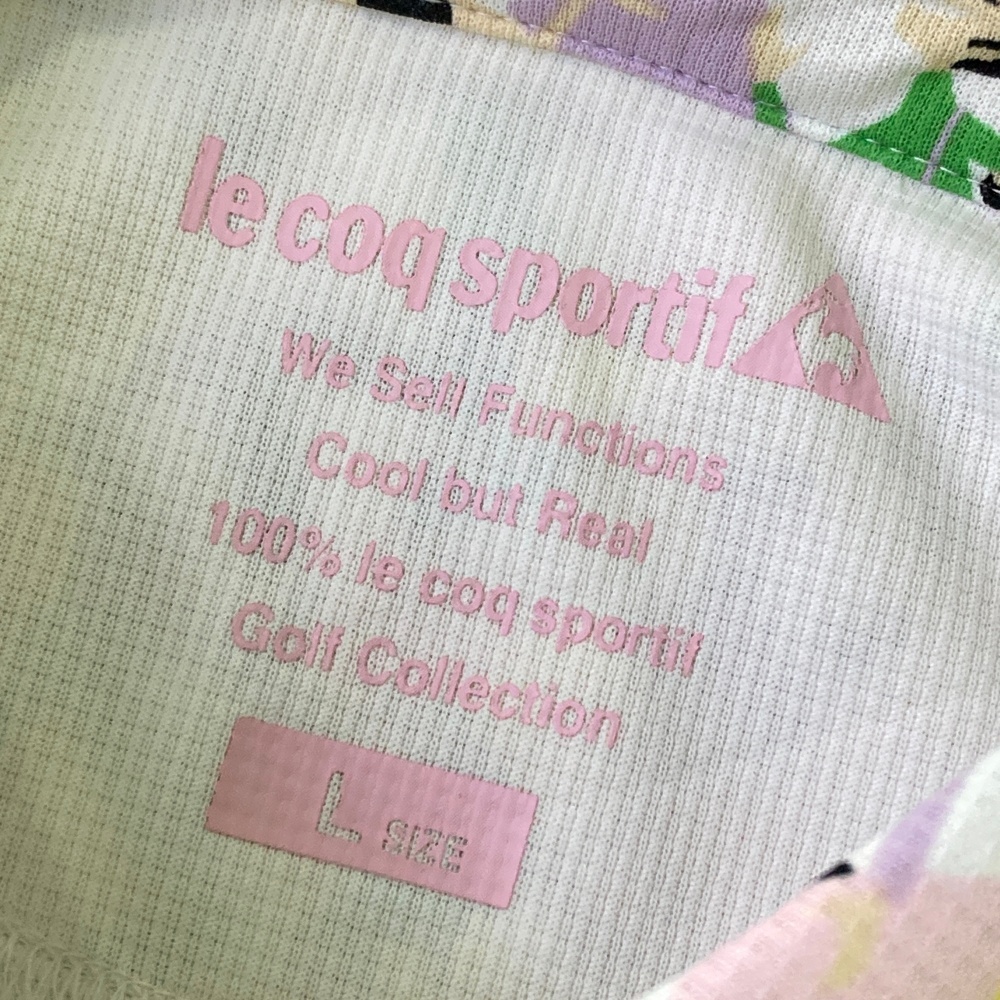 le coq sportif
We Sell Functions
Cool but Real
100% le coq sportif
Golf Collection
L SIZE